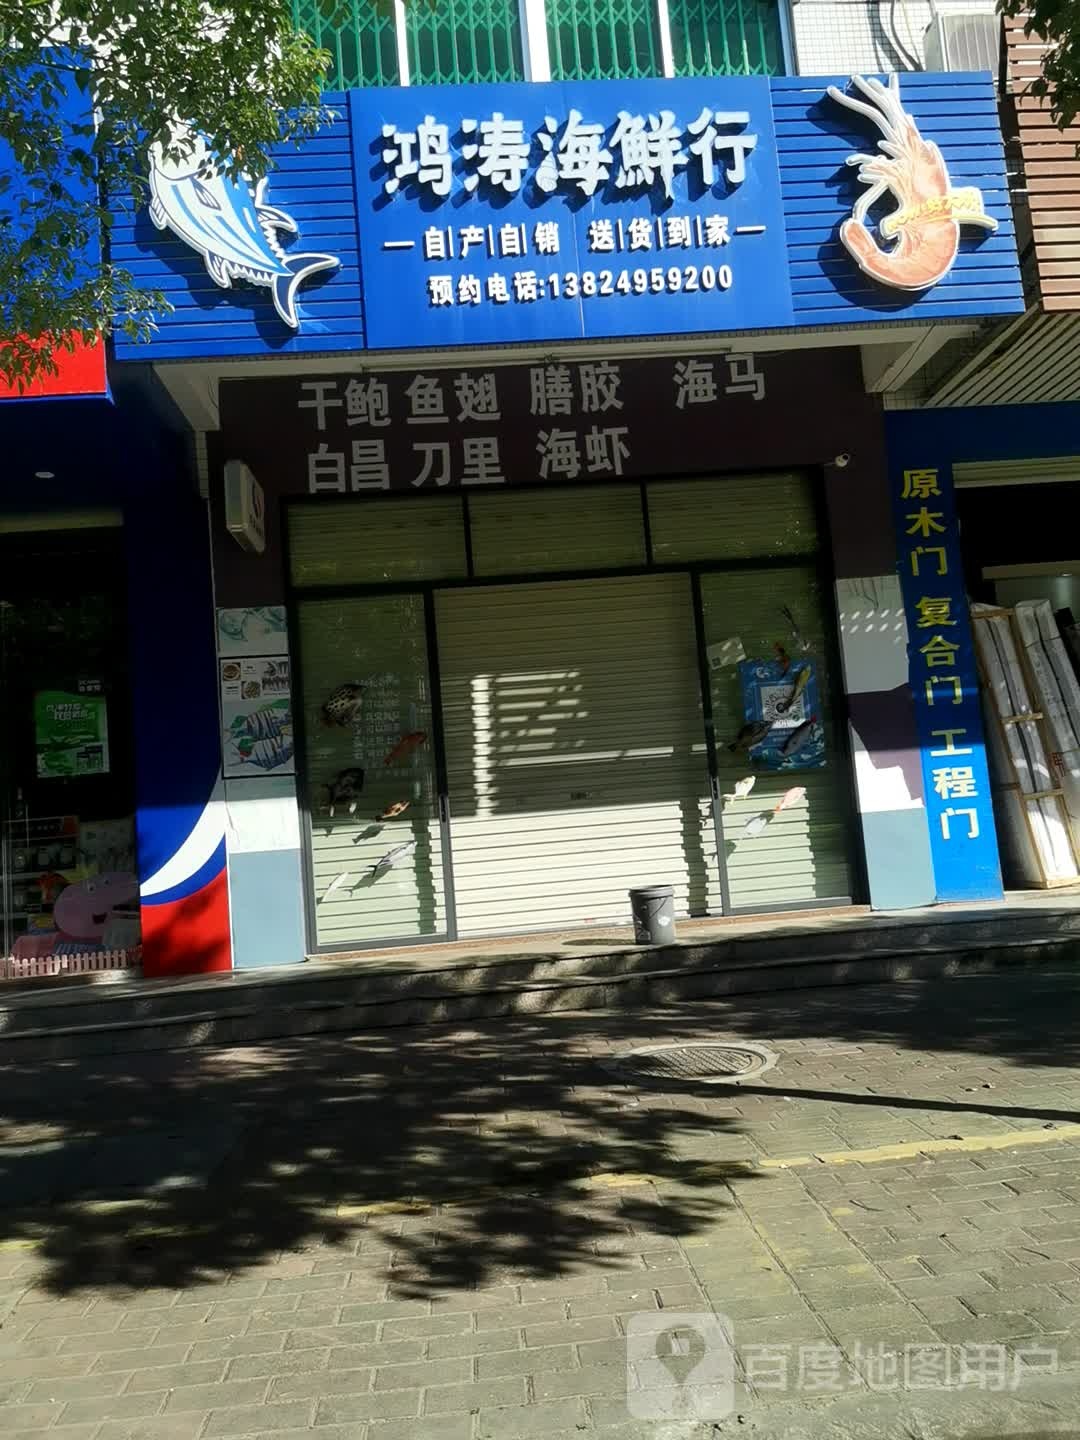 鸿涛海鲜行
自产自销 送货到家
预约电话:13824959200
干鲍 鱼翅 膳胶 海马
白昌 刀里 海虾
原木门 复合门 工程门
百度地图用户